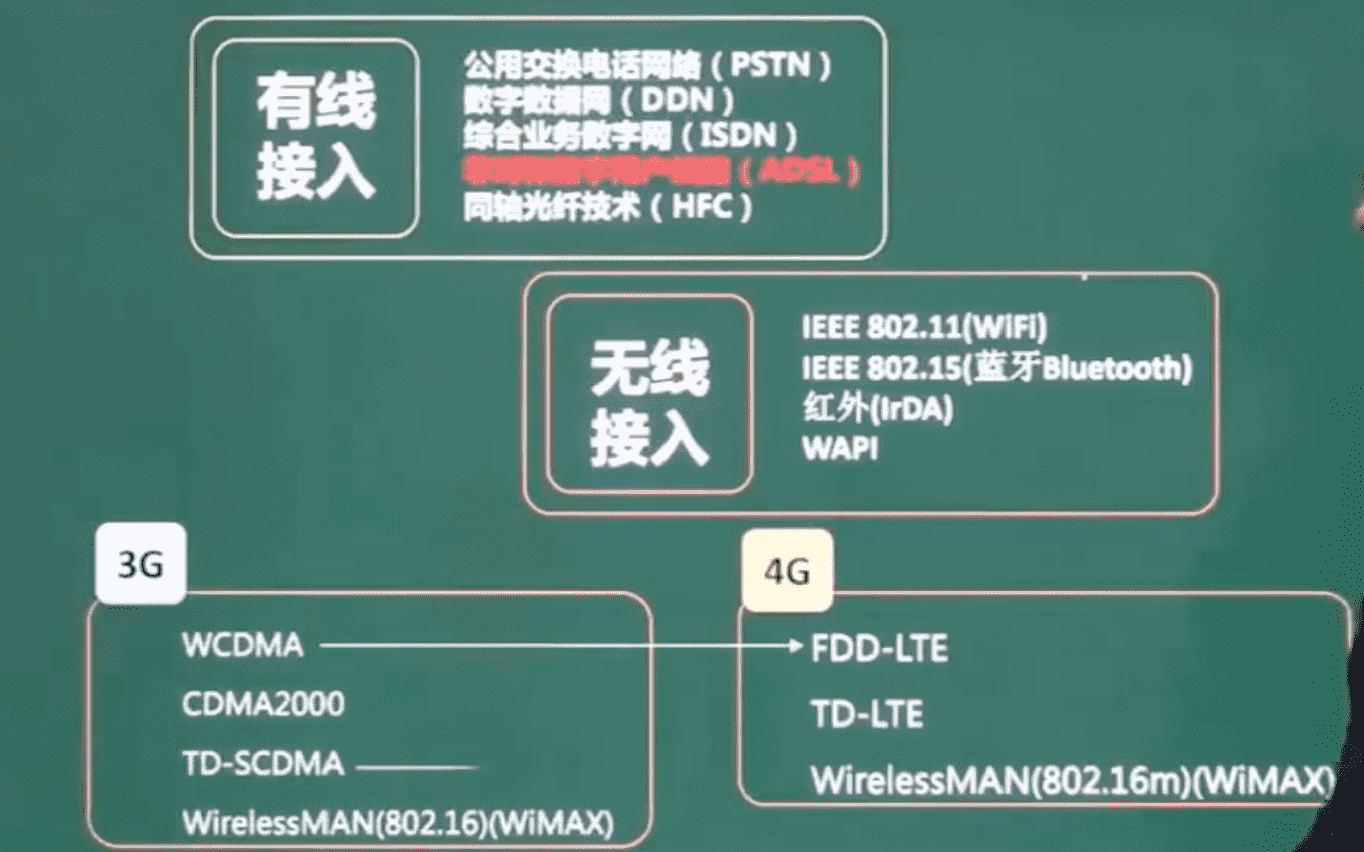 有线
接入
公用交换电话网络（PSTN）
数字数据网（DDN）
综合业务数字网（ISDN）
（ADSL）
同轴光纤技术（HFC）
无线
接入
IEEE 802.11(WiFi)
IEEE 802.15(蓝牙Bluetooth)
红外(IrDA)
WAPI
3G
WCDMA
CDMA2000
TD-SCDMA
WirelessMAN(802.16)(WiMAX)
4G
FDD-LTE
TD-LTE
WirelessMAN(802.16m)(WiMAX)